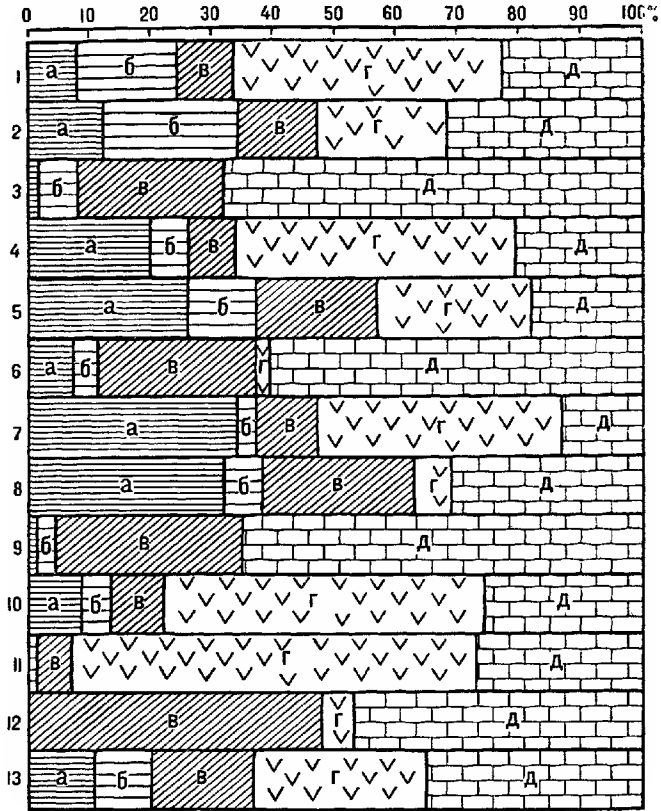 0 10 20 30 40 50 60 70 80 90 100%
1 а б в г д
2 а б в г д
3 б в д
4 а б в г д
5 а б в г д
6 а б в г д
7 а б в г д
8 а б в г д
9 б в д
10 а б в г д
11 в г д
12 в г д
13 а б в г д